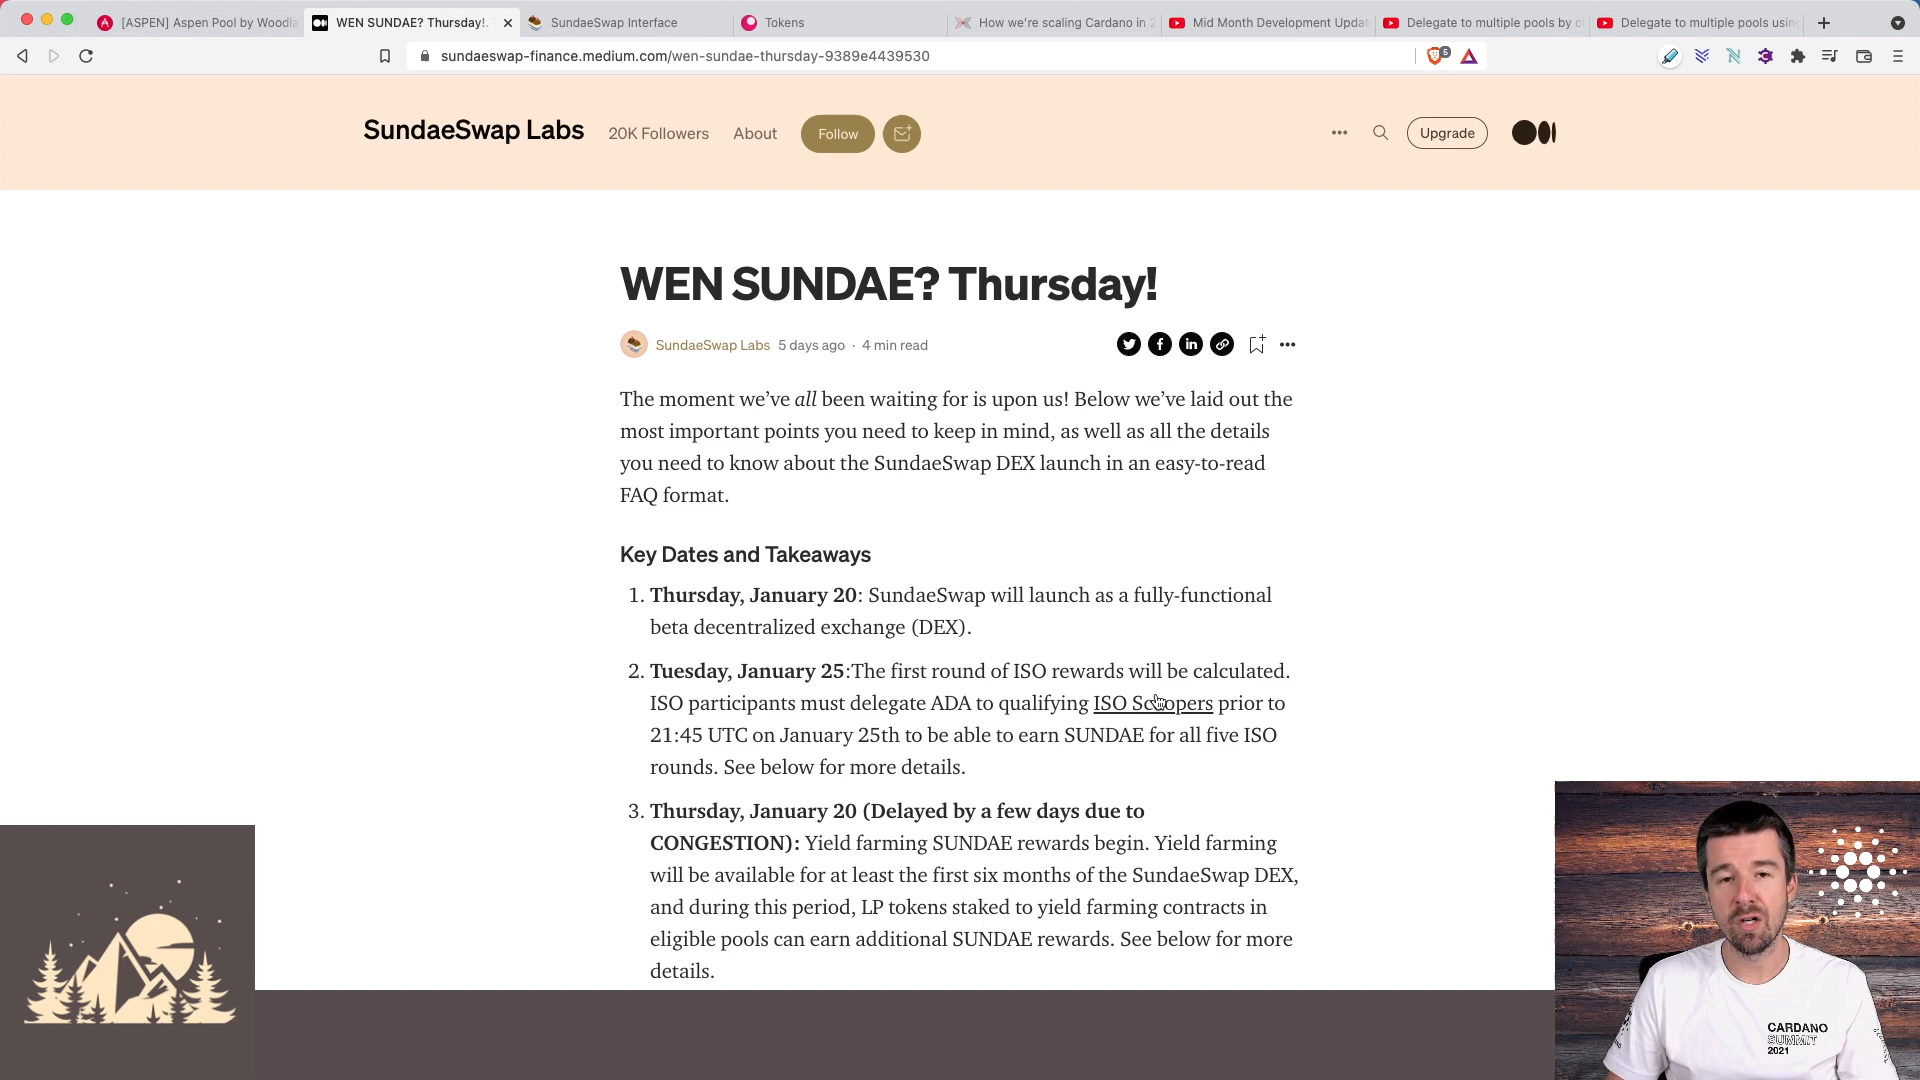 [ASPEN] Aspen Pool by Woodla
WEN SUNDAE? Thursday!.
SundaeSwap Interface
Tokens
How we're scaling Cardano in 2
Mid Month Development Updat
Delegate to multiple pools by c
Delegate to multiple pools using
sundaeswap-finance.medium.com/wen-sundae-thursday-9389e4439530
5
SundaeSwap Labs
20K Followers
About
Follow
Upgrade
WEN SUNDAE? Thursday!
SundaeSwap Labs 5 days ago · 4 min read
The moment we've all been waiting for is upon us! Below we've laid out the
most important points you need to keep in mind, as well as all the details
you need to know about the SundaeSwap DEX launch in an easy-to-read
FAQ format.
Key Dates and Takeaways
1. Thursday, January 20: SundaeSwap will launch as a fully-functional
beta decentralized exchange (DEX).
2. Tuesday, January 25:The first round of ISO rewards will be calculated.
ISO participants must delegate ADA to qualifying ISO Scoopers prior to
21:45 UTC on January 25th to be able to earn SUNDAE for all five ISO
rounds. See below for more details.
3. Thursday, January 20 (Delayed by a few days due to
CONGESTION): Yield farming SUNDAE rewards begin. Yield farming
will be available for at least the first six months of the SundaeSwap DEX,
and during this period, LP tokens staked to yield farming contracts in
eligible pools can earn additional SUNDAE rewards. See below for more
details.
CARDANO
SUMMIT
2021